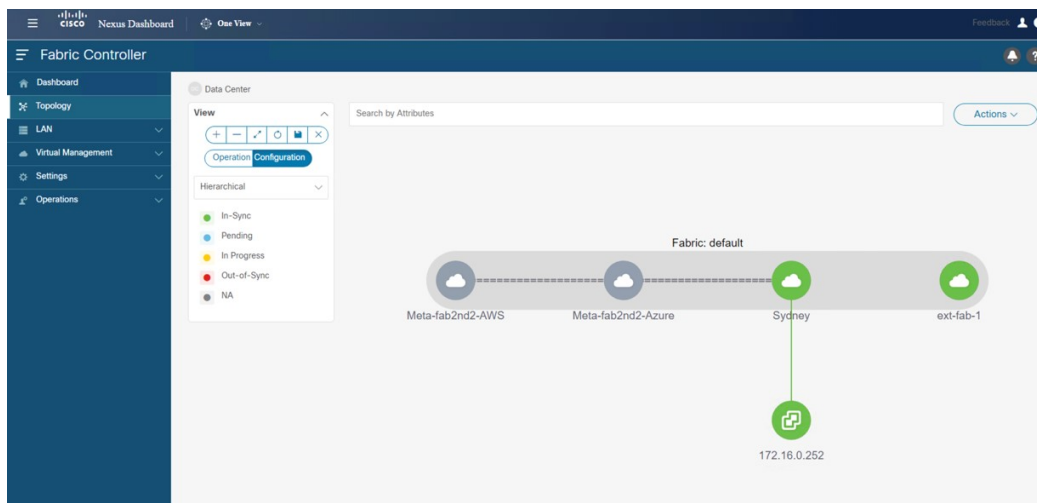 CISCO Nexus Dashboard One View Feedback
Fabric Controller
Dashboard
Topology
LAN
Virtual Management
Settings
Operations
Data Center
View
Operation Configuration
Hierarchical
In-Sync
Pending
In Progress
Out-of-Sync
NA
Search by Attributes
Actions
Fabric: default
Meta-fab2nd2-AWS Meta-fab2nd2-Azure Sydney ext-fab-1
172.16.0.252